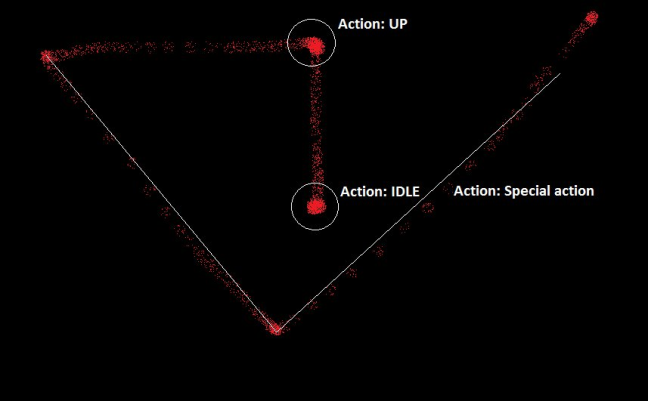 Action: UP
Action: IDLE
Action: Special action